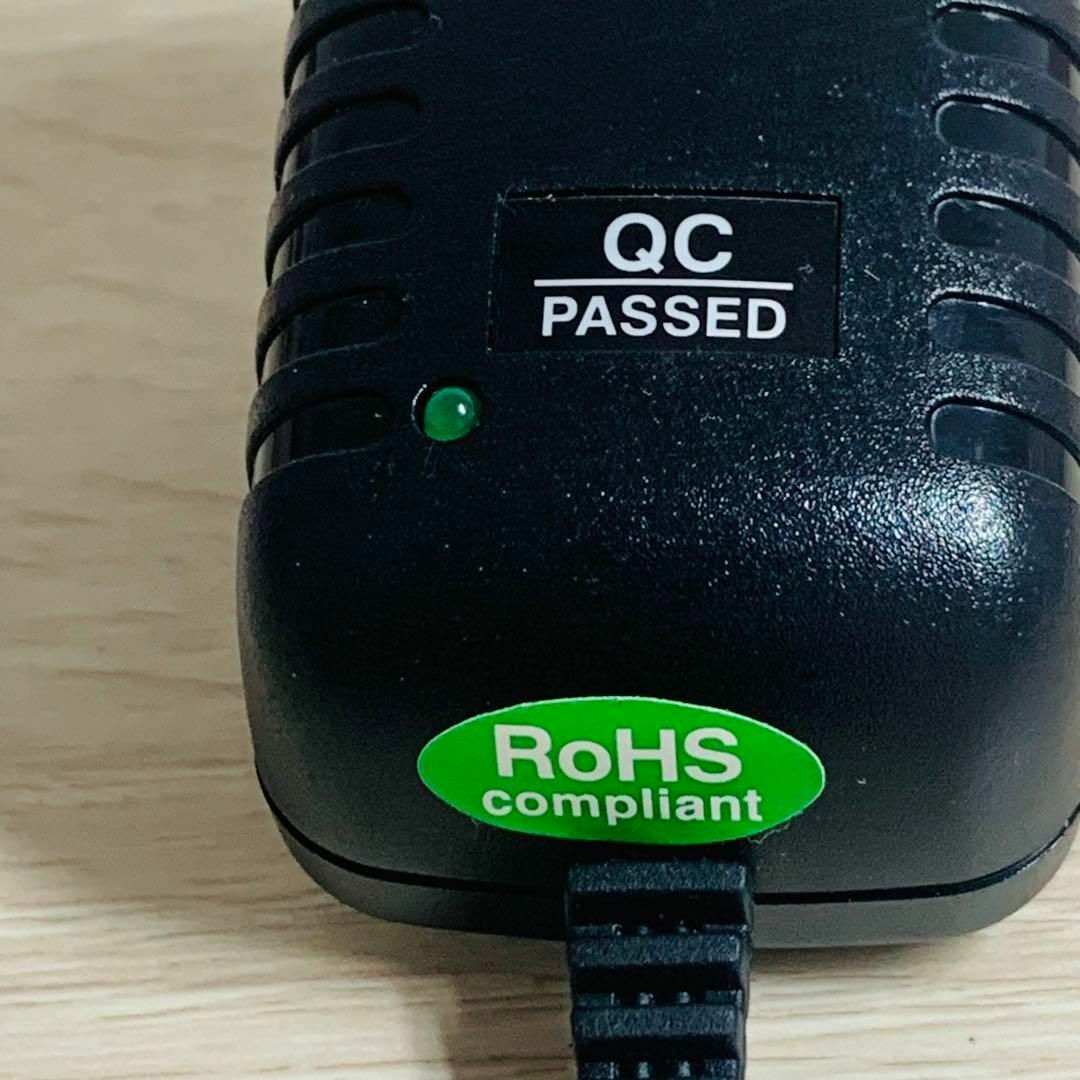 QC
PASSED
RoHS
compliant